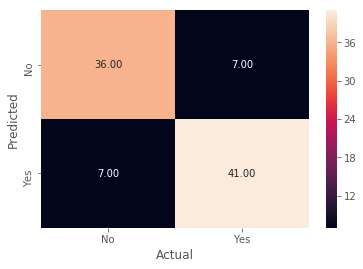 No
36.00
7.00
Yes
7.00
41.00
Predicted
No
Yes
Actual
36
30
24
18
12